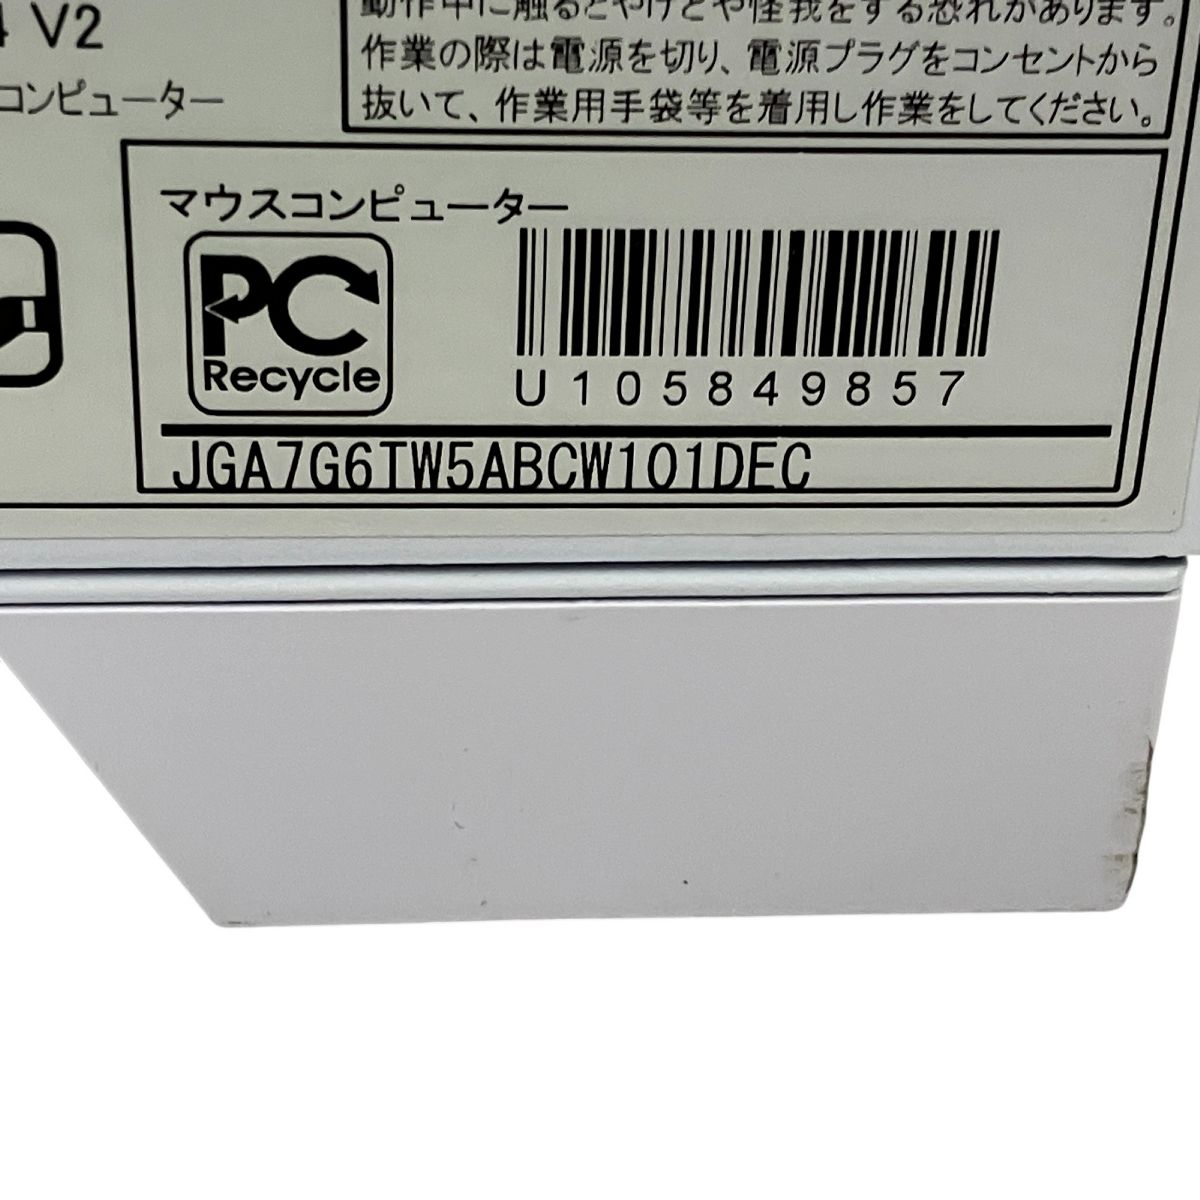 V2
コンピューター
動作中に触るとやけどや怪我をする恐れがあります。
作業の際は電源を切り、電源プラグをコンセントから
抜いて、作業用手袋等を着用し作業をしてください。
マウスコンピューター
PC
Recycle
U105849857
JGA7G6TW5ABCW101DEC